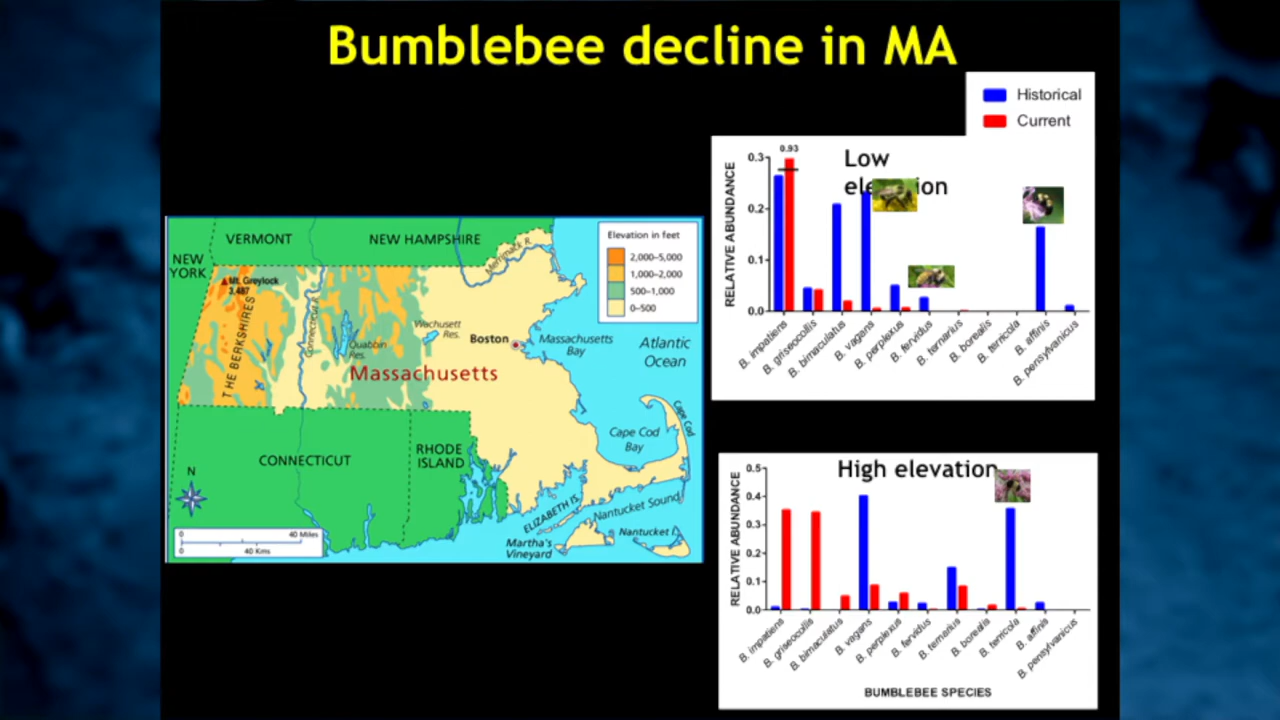 Bumblebee decline in MA
Historical
Current
Low
elevation
0.93
0.3
0.2
0.1
0.0
RELATIVE ABUNDANCE
B. impatiens
B. griseocollis
B. bimaculatus
B. vagans
B. perplexus
B. fervidus
B. ternarius
B. borealis
B. terricola
B. affinis
B. pensylvanicus
VERMONT
NEW HAMPSHIRE
NEW
YORK
Merrimack R.
Elevation in feet
2,000–5,000
1,000–2,000
500–1,000
0–500
Mt. Greylock
3,487
THE BERKSHIRES
Connecticut R.
Quabbin
Res.
Wachusett
Res.
Boston
Massachusetts
Bay
Atlantic
Ocean
Massachusetts
Cape Cod
Cape Cod
Bay
CONNECTICUT
RHODE
ISLAND
N
ELIZABETH IS.
Nantucket Sound
Martha's
Vineyard
Nantucket I.
0
40 Miles
0
40 Kms
High elevation
0.5
0.4
0.3
0.2
0.1
0.0
RELATIVE ABUNDANCE
B. impatiens
B. griseocollis
B. bimaculatus
B. vagans
B. perplexus
B. fervidus
B. ternarius
B. borealis
B. terricola
B. affinis
B. pensylvanicus
BUMBLEBEE SPECIES